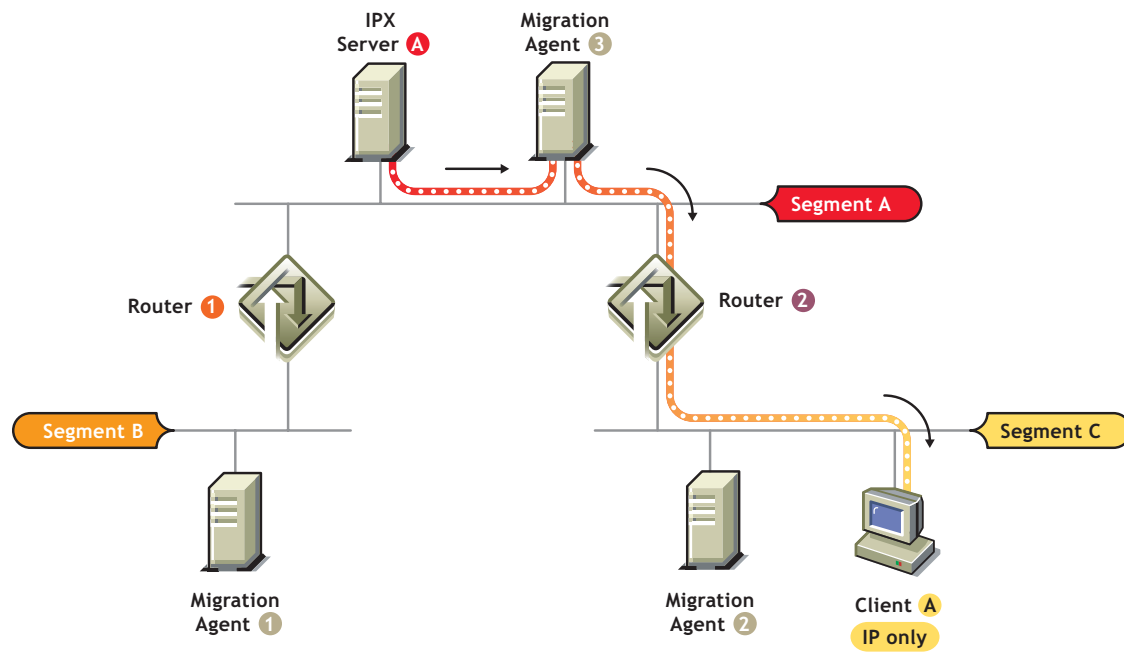 IPX
Server A
Migration
Agent 3
Segment A
Router 1
Router 2
Segment B
Segment C
Migration
Agent 1
Migration
Agent 2
Client A
IP only